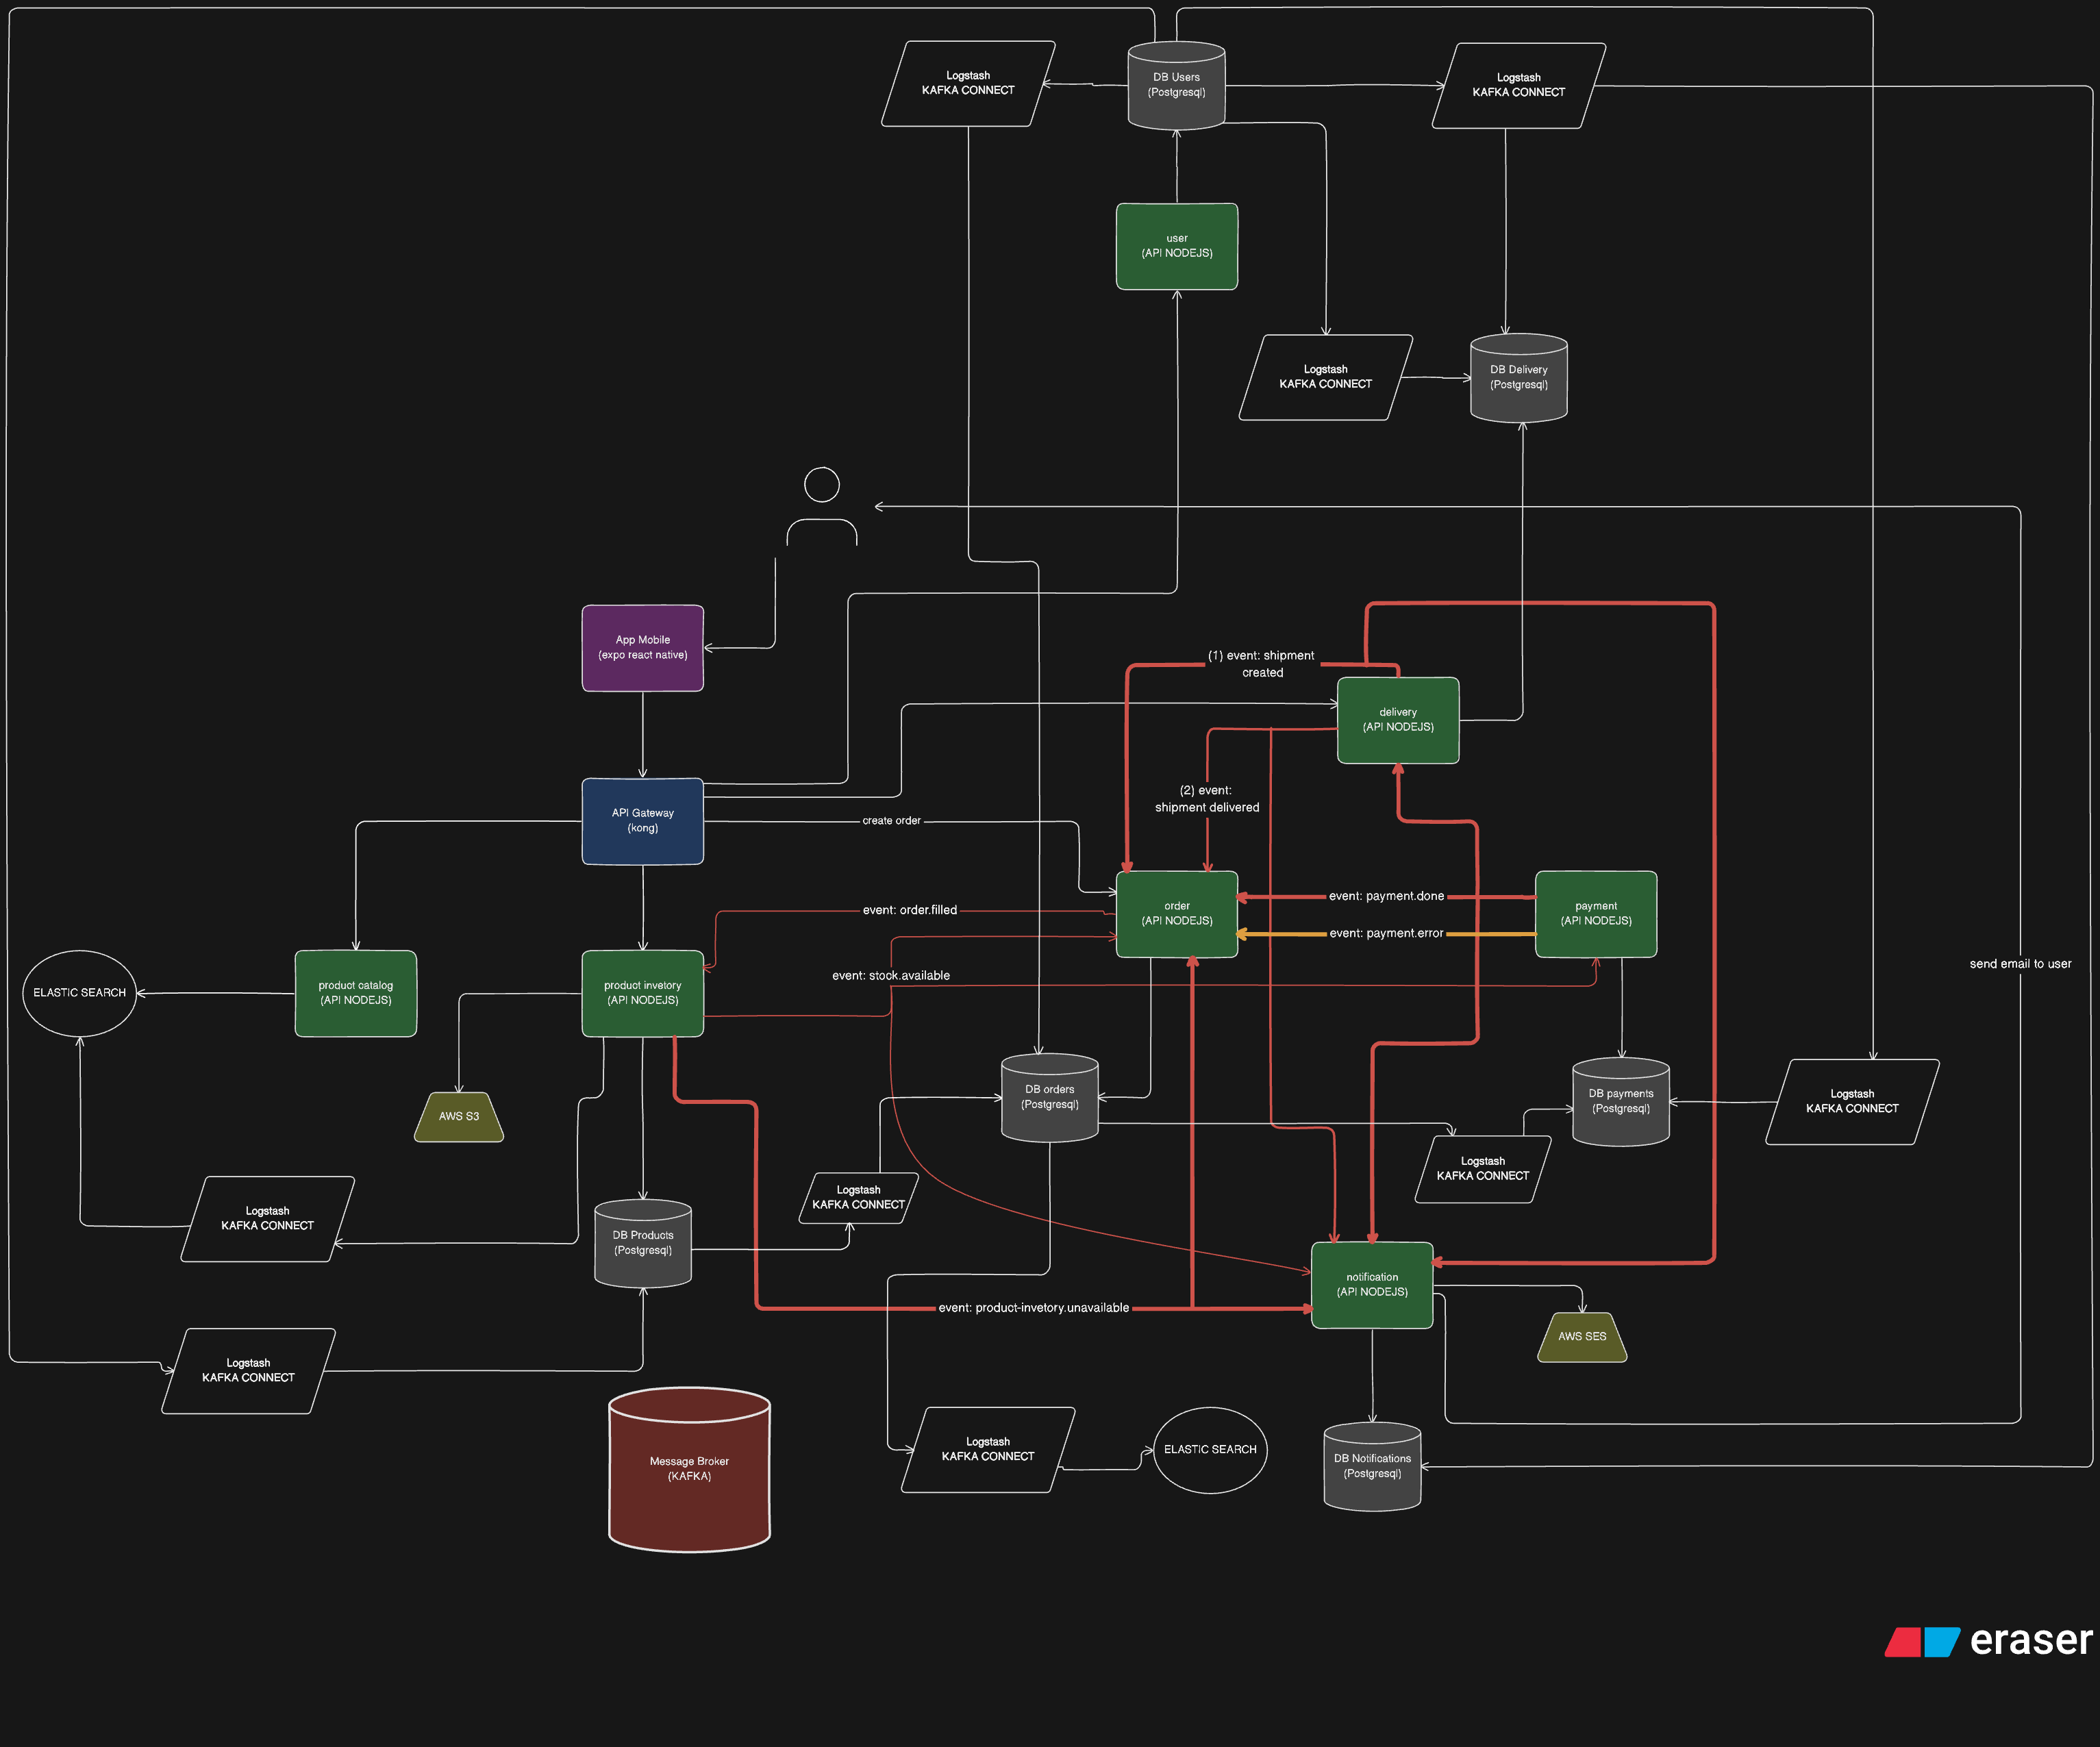 Logstash
KAFKA CONNECT
DB Users
(Postgresql)
Logstash
KAFKA CONNECT
user
(API NODEJS)
Logstash
KAFKA CONNECT
DB Delivery
(Postgresql)
App Mobile
(expo react native)
(1) event: shipment
created
delivery
(API NODEJS)
(2) event:
shipment delivered
API Gateway
(kong)
create order
event: order.filled
order
(API NODEJS)
event: payment.done
event: payment.error
payment
(API NODEJS)
send email to user
event: stock.available
ELASTIC SEARCH
product catalog
(API NODEJS)
product invetory
(API NODEJS)
AWS S3
DB orders
(Postgresql)
DB payments
(Postgresql)
Logstash
KAFKA CONNECT
Logstash
KAFKA CONNECT
Logstash
KAFKA CONNECT
Logstash
KAFKA CONNECT
DB Products
(Postgresql)
notification
(API NODEJS)
event: product-invetory.unavailable
AWS SES
Logstash
KAFKA CONNECT
Message Broker
(KAFKA)
Logstash
KAFKA CONNECT
ELASTIC SEARCH
DB Notifications
(Postgresql)
eraser